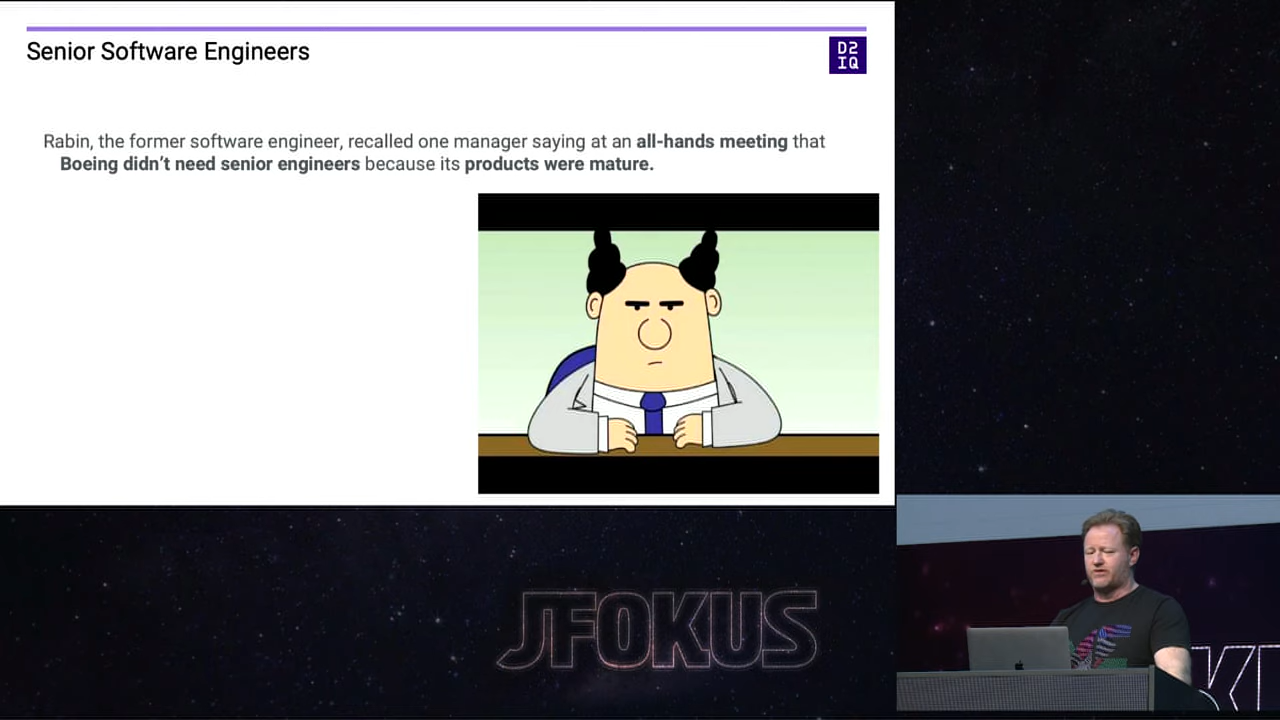 Senior Software Engineers
D2
IQ
Rabin, the former software engineer, recalled one manager saying at an all-hands meeting that
Boeing didn’t need senior engineers because its products were mature.
JFOKUS